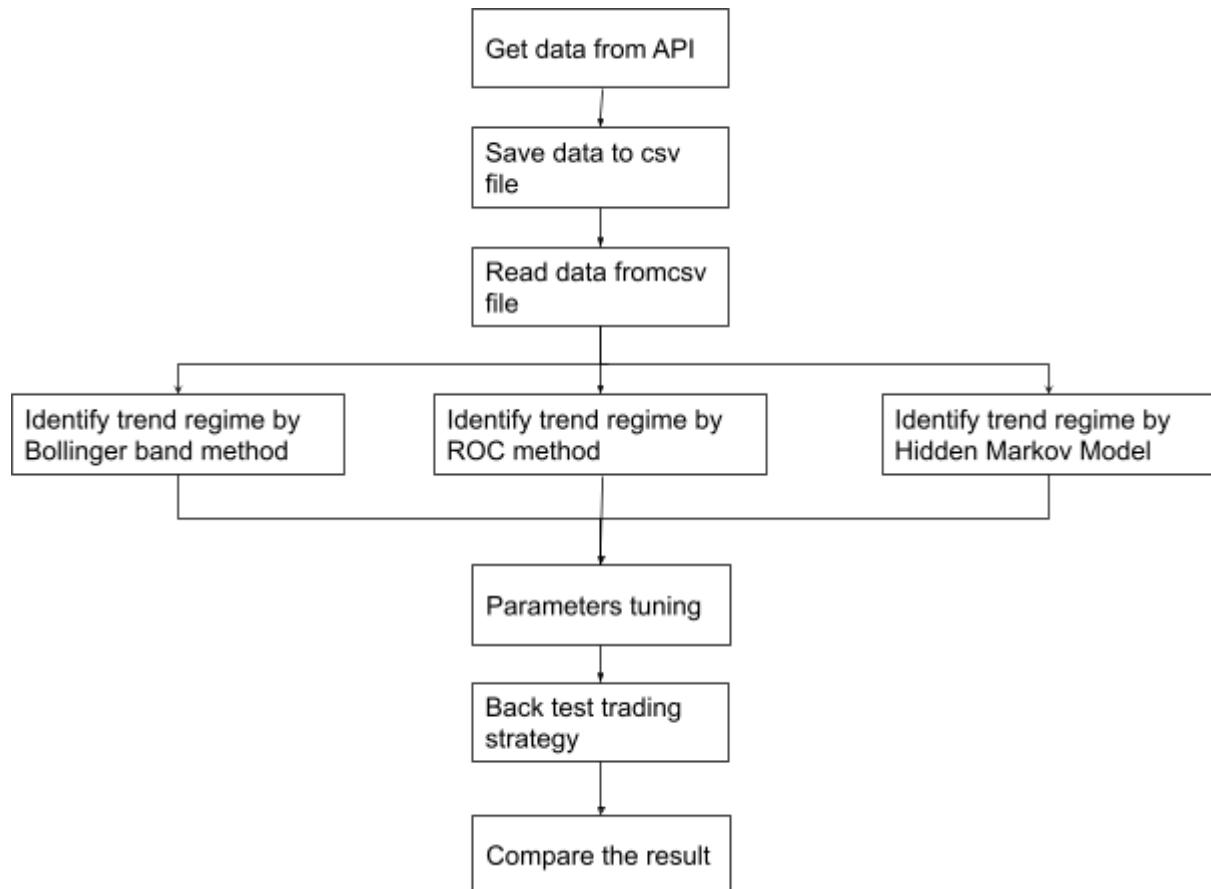 Get data from API
Save data to csv
file
Read data fromcsv
file
Identify trend regime by
Bollinger band method
Identify trend regime by
ROC method
Identify trend regime by
Hidden Markov Model
Parameters tuning
Back test trading
strategy
Compare the result